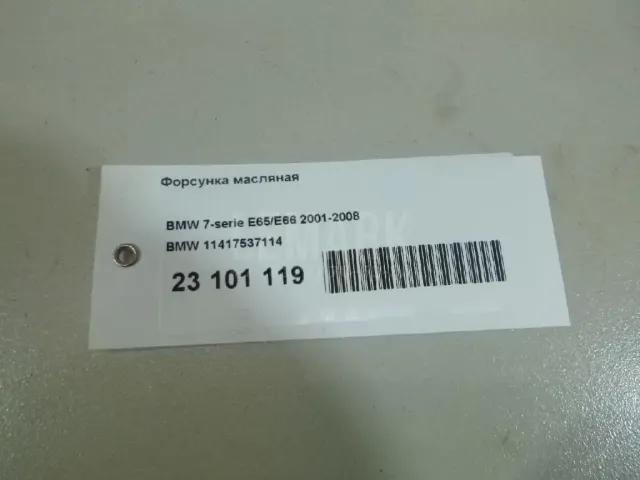 Форсунка масляная
BMW 7-serie E65/E66 2001-2008
BMW 11417537114
23 101 119